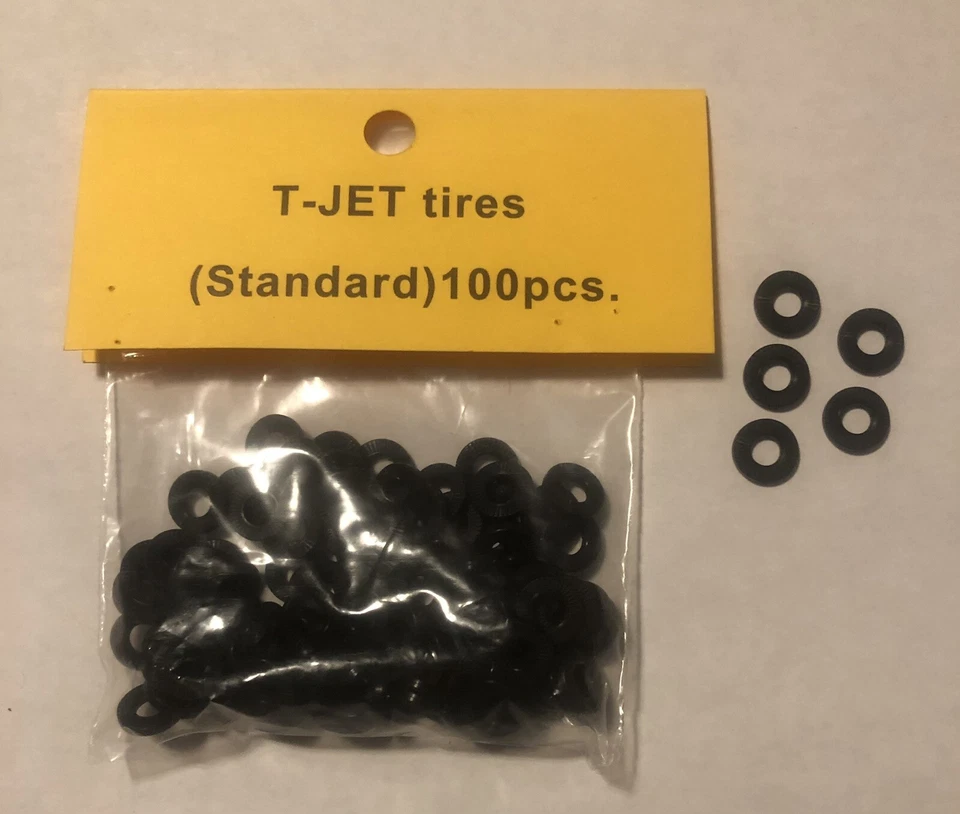 T-JET tires
(Standard)100pcs.